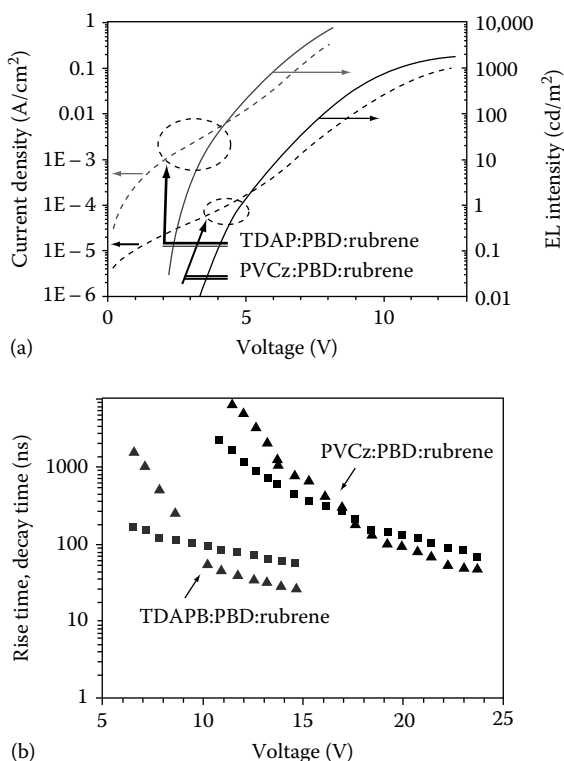 Current density (A/cm²)
1
0.1
0.01
1E−3
1E−4
1E−5
1E−6
10,000
1000
100
10
1
0.1
0.01
EL intensity (cd/m²)
TDAP:PBD:rubrene
PVCz:PBD:rubrene
0 5 10
(a) Voltage (V)
Rise time, decay time (ns)
1000
100
10
1
PVCz:PBD:rubrene
TDAPB:PBD:rubrene
5 10 15 20 25
(b) Voltage (V)